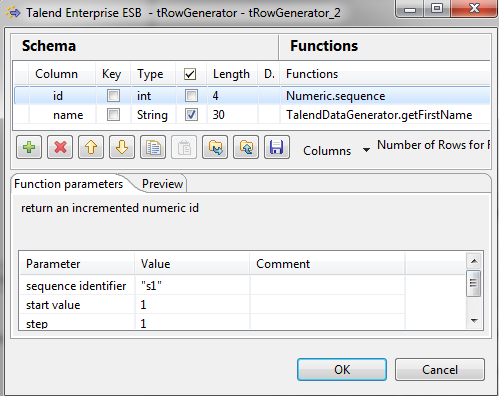 Talend Enterprise ESB - tRowGenerator - tRowGenerator_2
Schema Functions
Column Key Type Length D. Functions
id int 4 Numeric.sequence
name String 30 TalendDataGenerator.getFirstName
Columns Number of Rows for
Function parameters Preview
return an incremented numeric id
Parameter Value Comment
sequence identifier "s1"
start value 1
step 1
OK Cancel